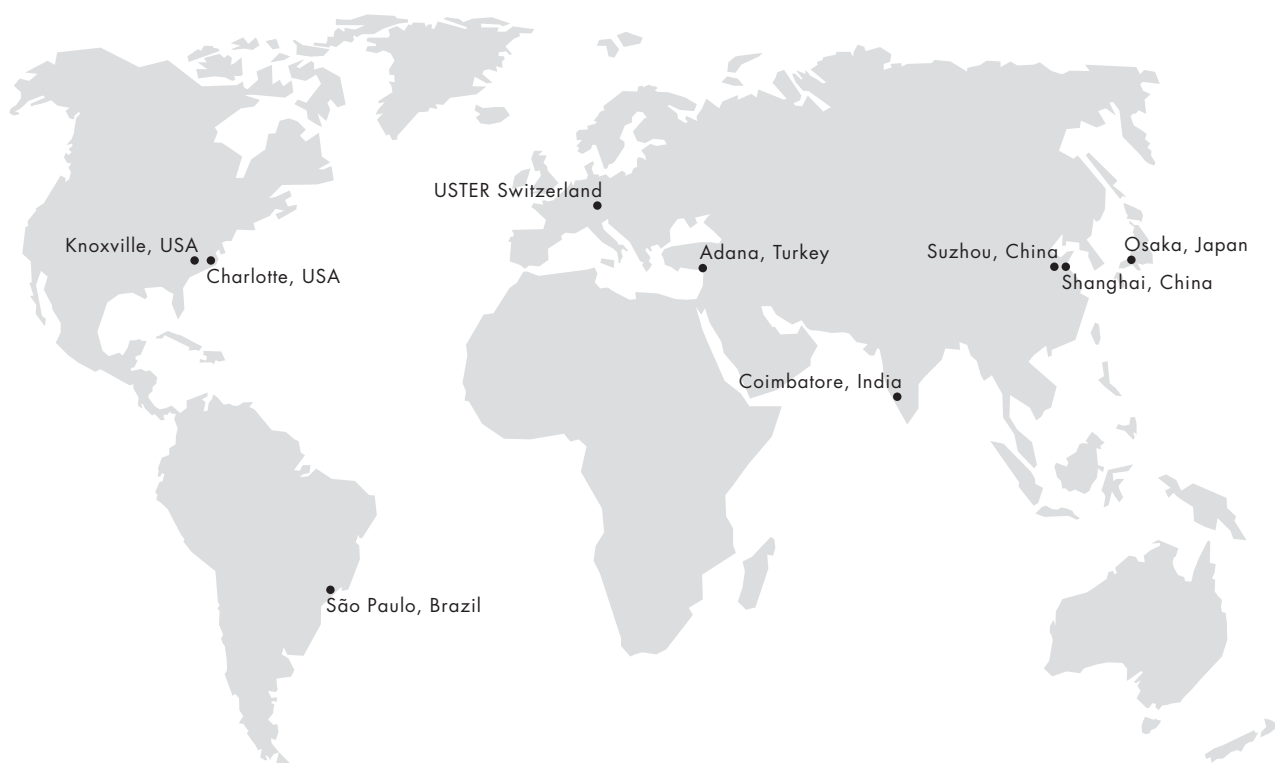 USTER Switzerland
Knoxville, USA
Charlotte, USA
Adana, Turkey
Suzhou, China
Osaka, Japan
Shanghai, China
Coimbatore, India
São Paulo, Brazil